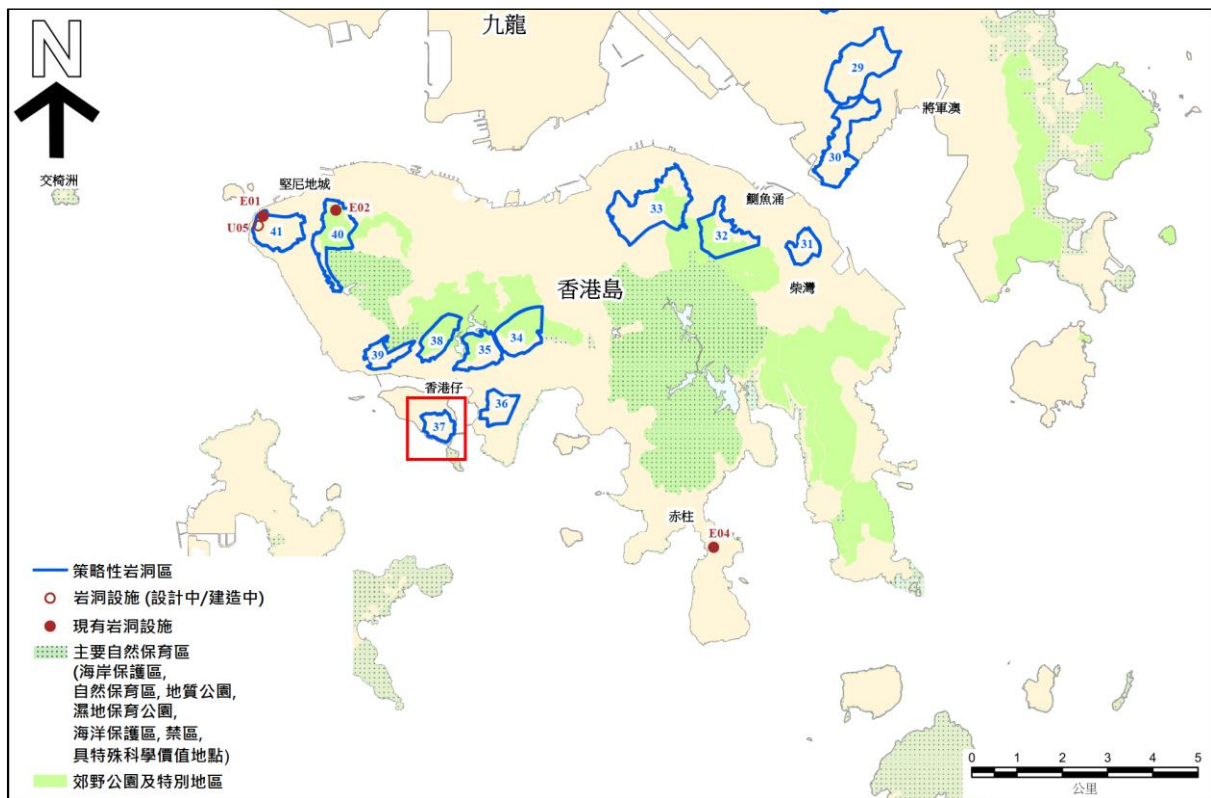 N
九龍
29
將軍澳
30
交椅洲
堅尼地城
E01
E02
U05
41
40
33
鰂魚涌
32
31
柴灣
香港島
38
34
35
39
香港仔
36
37
赤柱
E04
策略性岩洞區
岩洞設施 (設計中/建造中)
現有岩洞設施
主要自然保育區
(海岸保護區,
自然保育區, 地質公園,
濕地保育公園,
海洋保護區, 禁區,
具特殊科學價值地點)
郊野公園及特別地區
0 1 2 3 4 5
公里